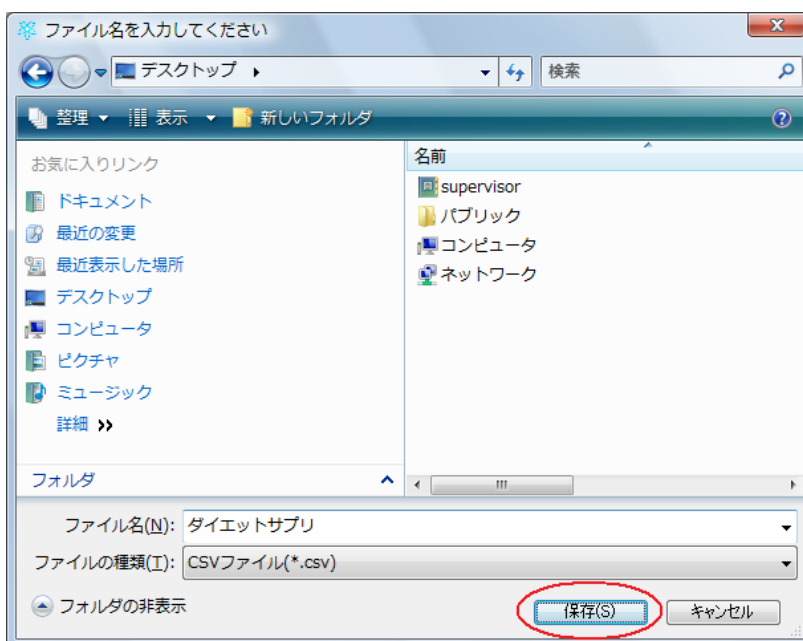 ファイル名を入力してください
デスクトップ
検索
整理 表示 新しいフォルダ
お気に入りリンク
ドキュメント
最近の変更
最近表示した場所
デスクトップ
コンピュータ
ピクチャ
ミュージック
詳細 >>
フォルダ
名前
supervisor
パブリック
コンピュータ
ネットワーク
ファイル名(N): ダイエットサプリ
ファイルの種類(T): CSVファイル(*.csv)
フォルダの非表示
保存(S) キャンセル